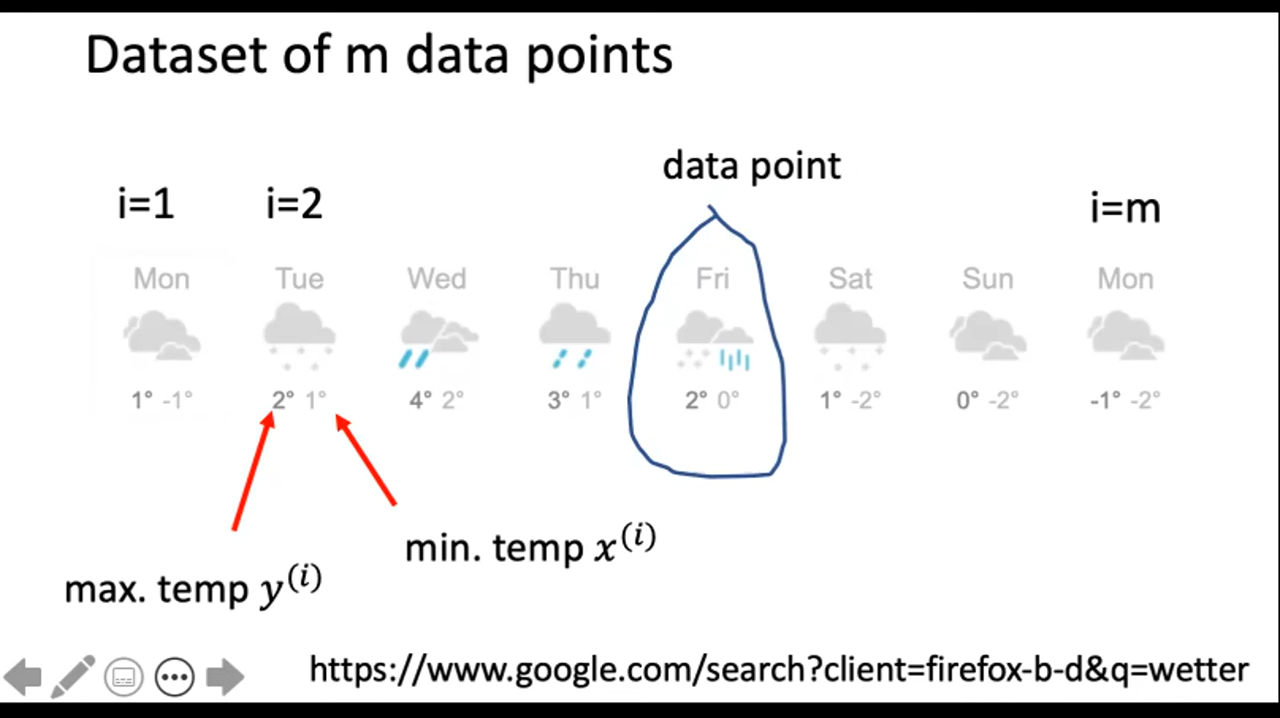 Dataset of m data points
data point
i=1 i=2 i=m
Mon Tue Wed Thu Fri Sat Sun Mon
1° -1° 2° 1° 4° 2° 3° 1° 2° 0° 1° -2° 0° -2° -1° -2°
min. temp x^(i)
max. temp y^(i)
https://www.google.com/search?client=firefox-b-d&q=wetter